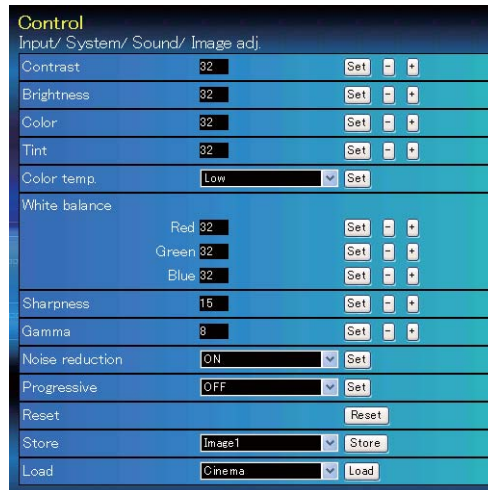 Control
Input/ System/ Sound/ Image adj.
Contrast 32 Set - +
Brightness 32 Set - +
Color 32 Set - +
Tint 32 Set - +
Color temp. Low Set
White balance
Red 32 Set - +
Green 32 Set - +
Blue 32 Set - +
Sharpness 15 Set - +
Gamma 8 Set - +
Noise reduction ON Set
Progressive OFF Set
Reset Reset
Store Image1 Store
Load Cinema Load